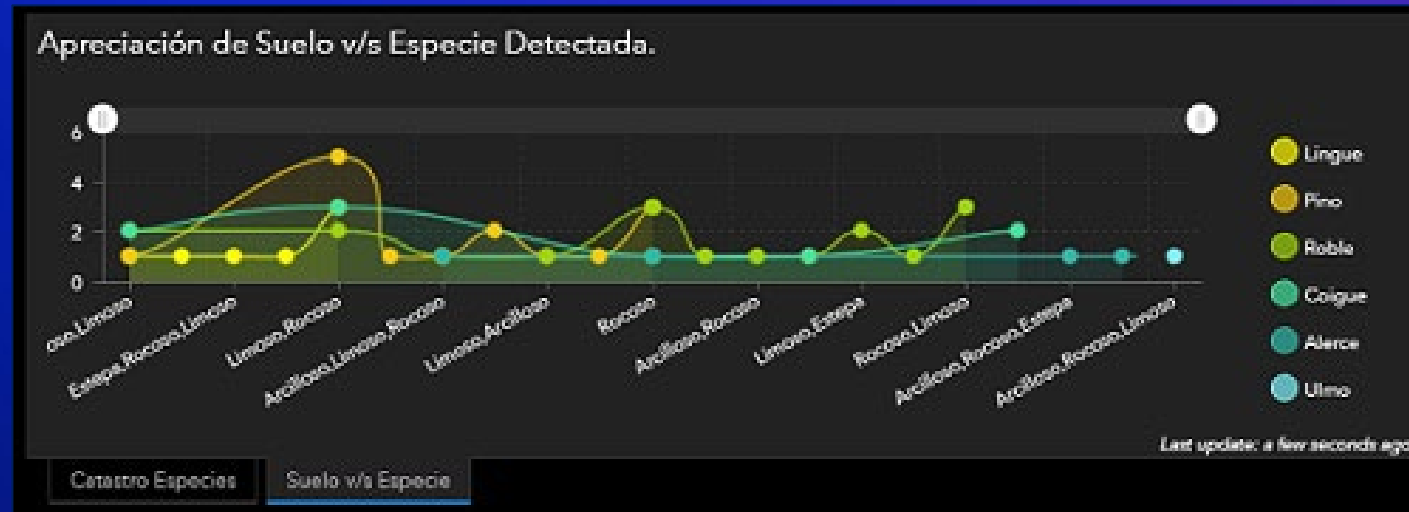 Apreciación de Suelo v/s Especie Detectada.
6
4
2
0
oso,Limoso
Estepa,Rocoso,Limoso
Limoso,Rocoso
Arcilloso,Limoso,Rocoso
Limoso,Arcilloso
Rocoso
Arcilloso,Rocoso
Limoso,Estepa
Rocoso,Limoso
Arcilloso,Rocoso,Estepa
Arcilloso,Rocoso,Limoso
Lingue
Pino
Roble
Coigue
Alerce
Ulmo
Last update: a few seconds ago
Catastro Especies
Suelo v/s Especie